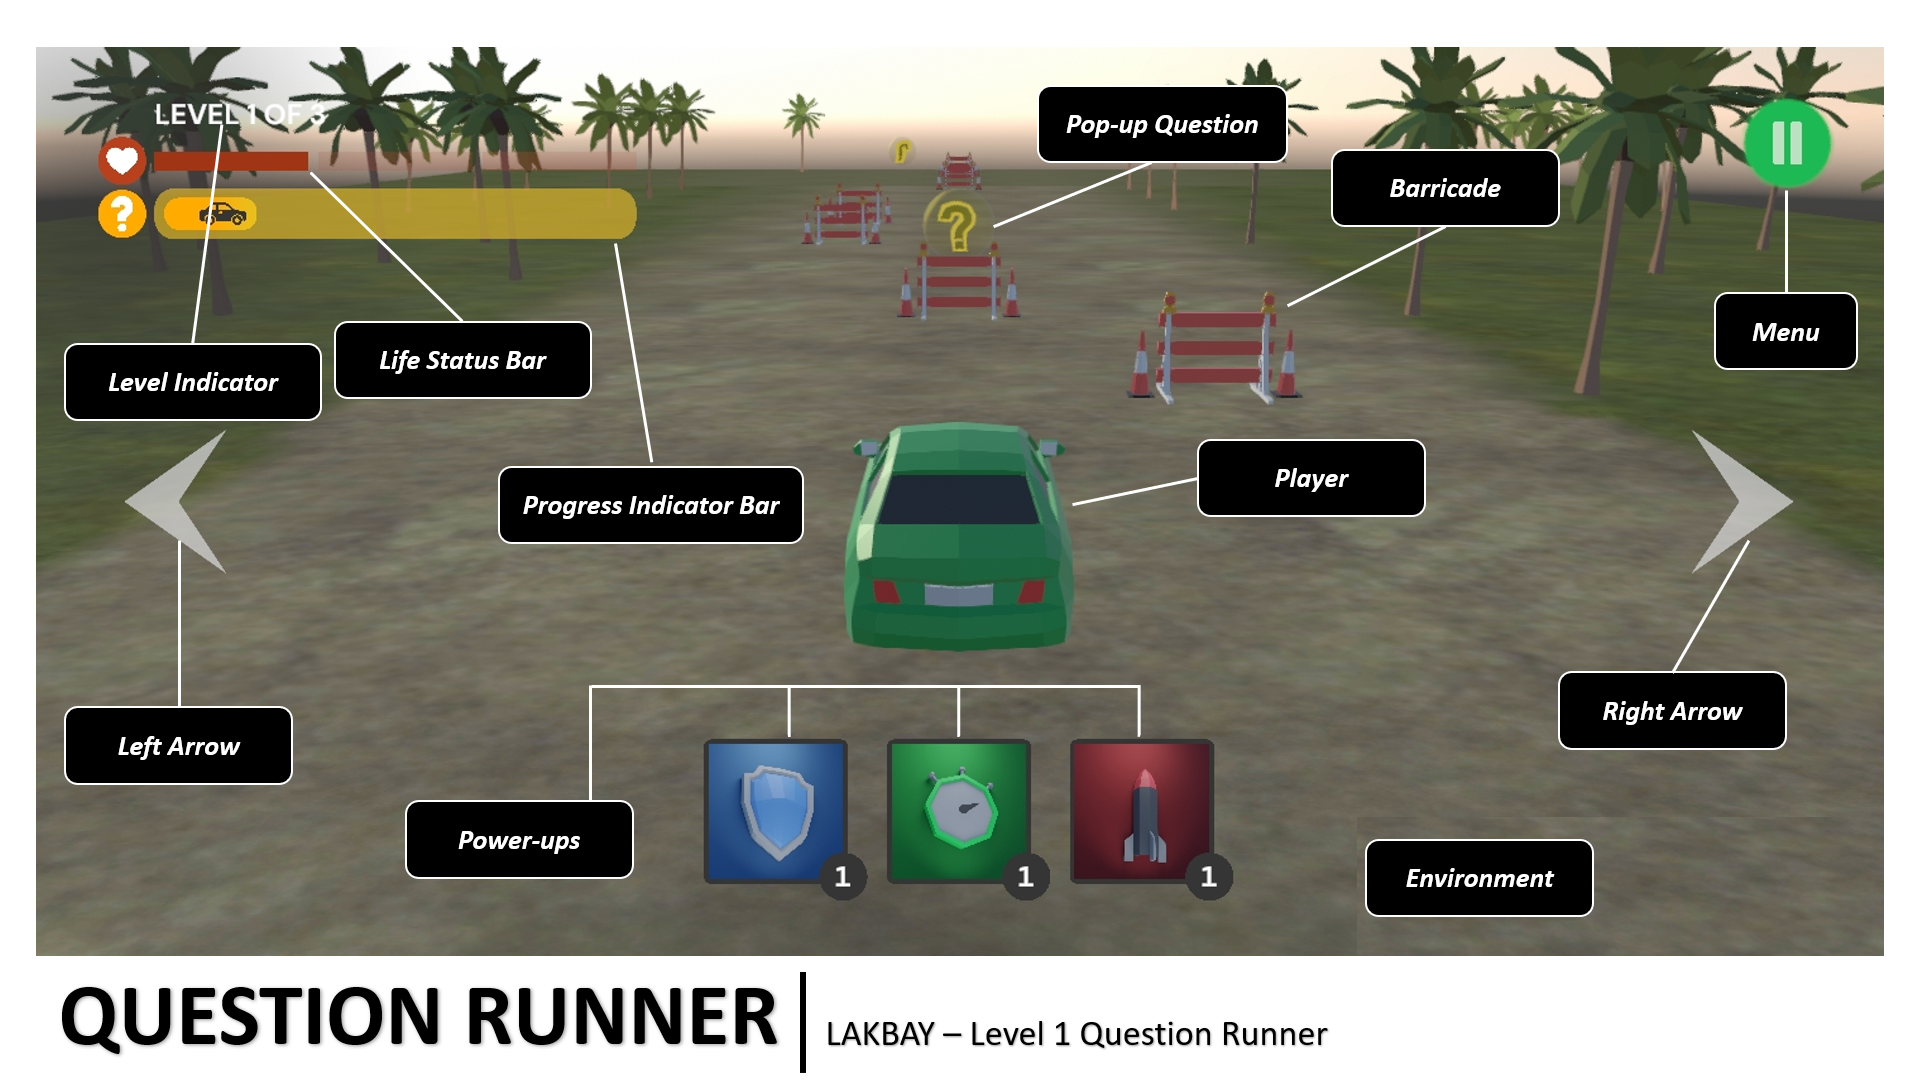 LEVEL 1 OF 3
Pop-up Question
Barricade
?
?
Menu
Level Indicator
Life Status Bar
Progress Indicator Bar
Player
Left Arrow
Right Arrow
Power-ups
1
1
1
Environment
QUESTION RUNNER
LAKBAY – Level 1 Question Runner